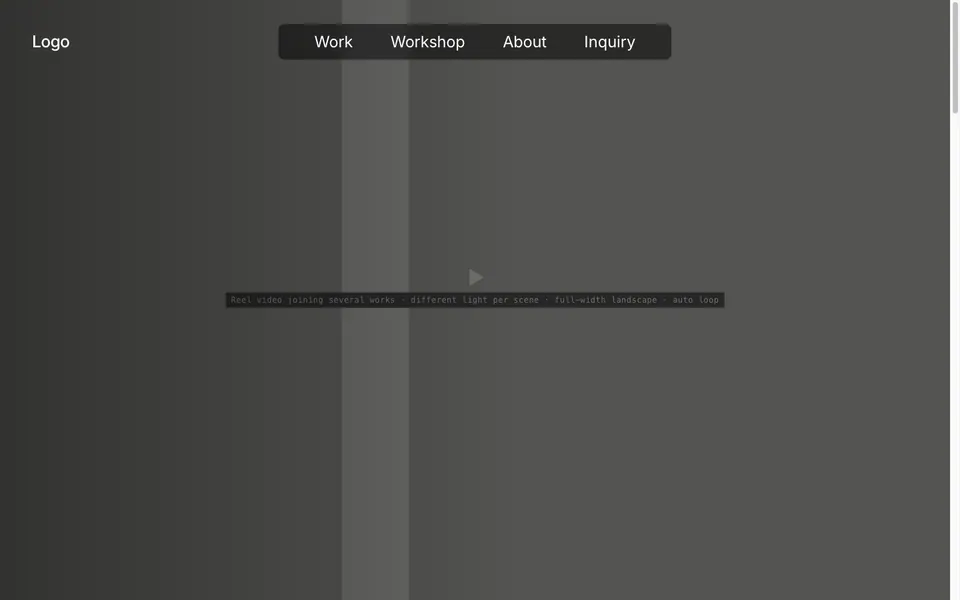 Logo
Work Workshop About Inquiry
Reel video joining several works · different light per scene · full-width landscape · auto loop